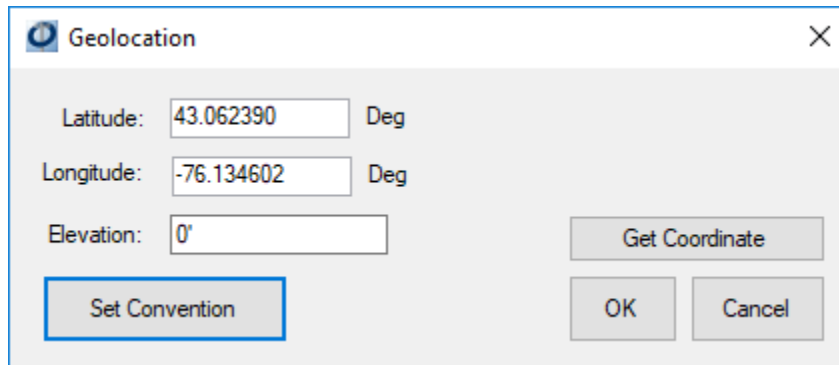 Geolocation
Latitude: 43.062390 Deg
Longitude: -76.134602 Deg
Elevation: 0'
Get Coordinate
Set Convention OK Cancel